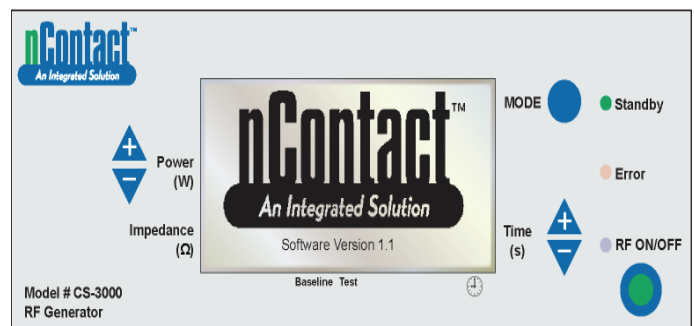 nContact™
An Integrated Solution
nContact™
An Integrated Solution
Software Version 1.1
Power
(W)
Impedance
(Ω)
Baseline Test
MODE
Standby
Error
Time
(s)
RF ON/OFF
Model # CS-3000
RF Generator